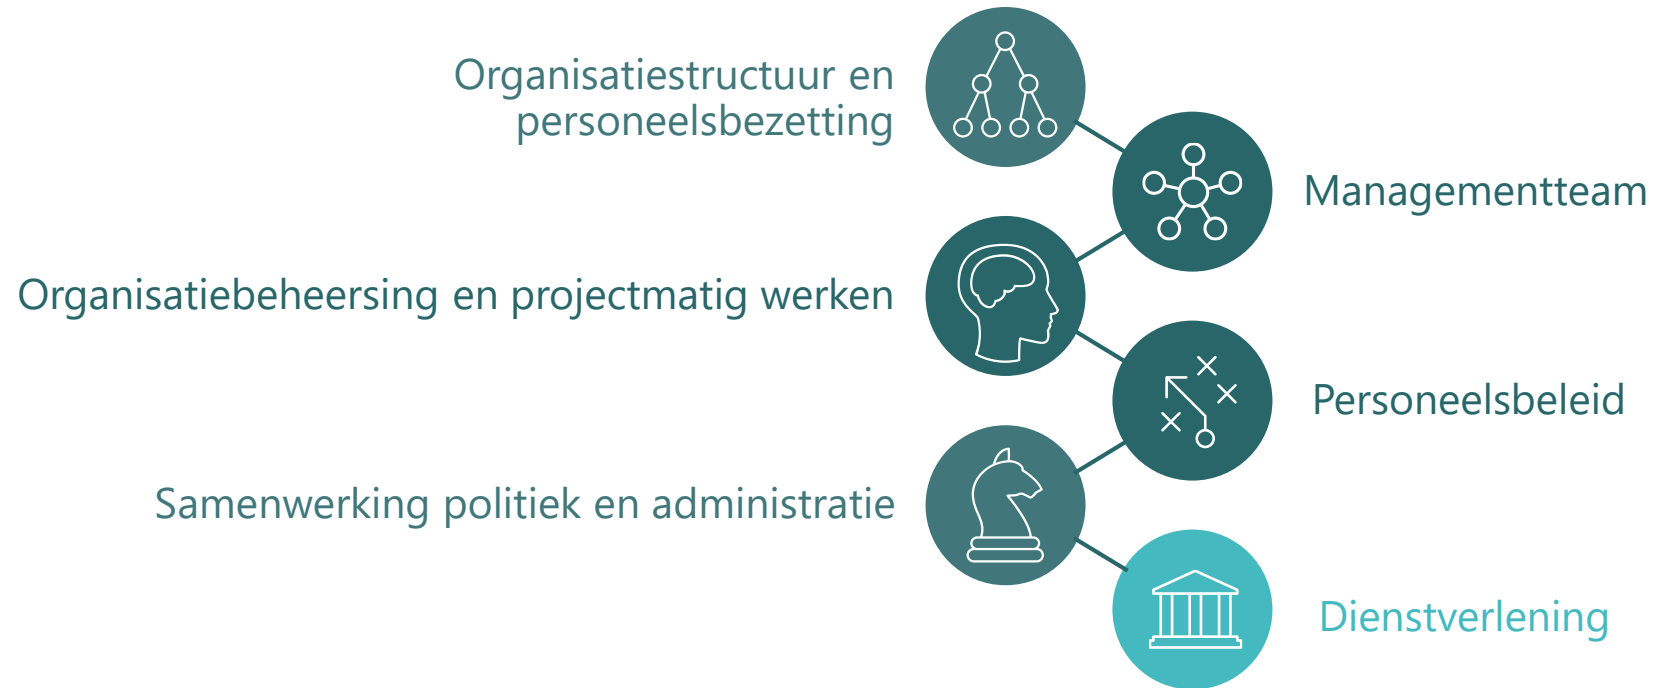 Organisatiestructuur en
personeelsbezetting
Managementteam
Organisatiebeheersing en projectmatig werken
Personeelsbeleid
Samenwerking politiek en administratie
Dienstverlening